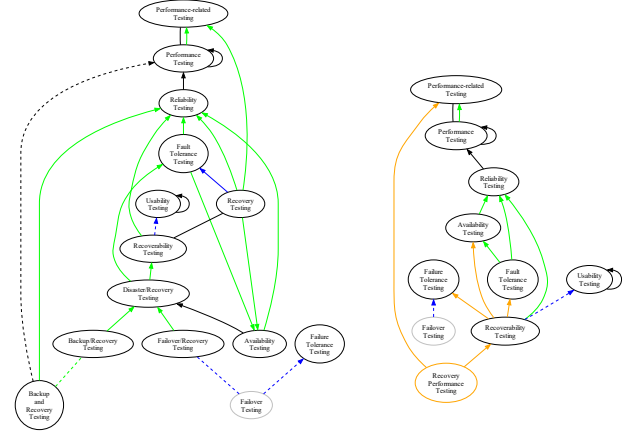 Performance-related
Testing
Performance
Testing
Reliability
Testing
Fault
Tolerance
Testing
Usability
Testing
Recovery
Testing
Recoverability
Testing
Disaster/Recovery
Testing
Backup/Recovery
Testing
Failover/Recovery
Testing
Availability
Testing
Failure
Tolerance
Testing
Backup
and
Recovery
Testing
Failover
Testing
Performance-related
Testing
Performance
Testing
Reliability
Testing
Availability
Testing
Failure
Tolerance
Testing
Fault
Tolerance
Testing
Usability
Testing
Failover
Testing
Recoverability
Testing
Recovery
Performance
Testing